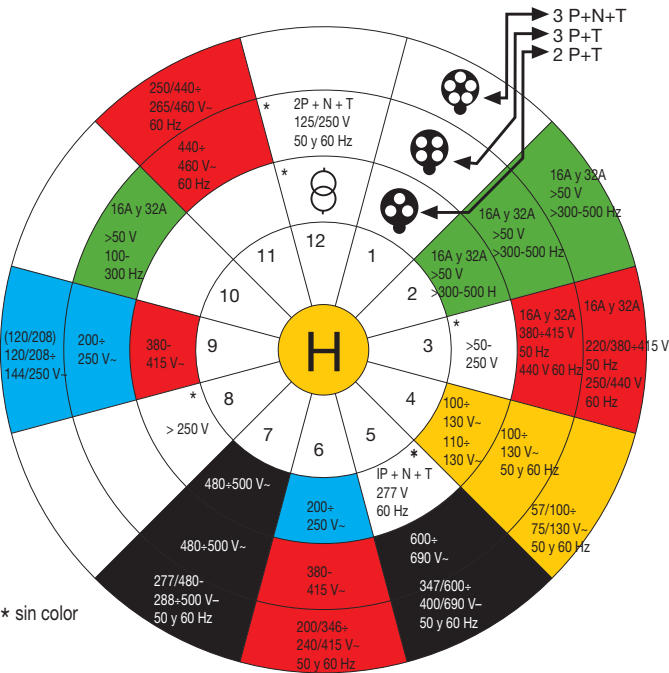 3 P+N+T
3 P+T
2 P+T
250/440÷
265/460 V~
60 Hz
440÷
460 V~
60 Hz
*
2P + N + T
125/250 V
50 y 60 Hz
*
12
1
2
3
4
5
6
7
8
9
10
11
H
16A y 32A
>50 V
>300-500 Hz
16A y 32A
>50 V
>300-500 Hz
16A y 32A
>50 V
>300-500 H
*
>50-
250 V
16A y 32A
380÷415 V
50 Hz
440 V 60 Hz
16A y 32A
220/380÷415 V
50 Hz
250/440 V
60 Hz
100÷
130 V~
110÷
130 V~
100÷
130 V~
50 y 60 Hz
57/100÷
75/130 V~
50 y 60 Hz
*
IP + N + T
277 V
60 Hz
600÷
690 V~
347/600÷
400/690 V–
50 y 60 Hz
200÷
250 V~
380-
415 V~
200/346÷
240/415 V~
50 y 60 Hz
480÷500 V~
480÷500 V~
277/480-
288÷500 V–
50 y 60 Hz
*
> 250 V
380-
415 V~
200÷
250 V~
(120/208)
120/208÷
144/250 V~
16A y 32A
>50 V
100-
300 Hz
* sin color